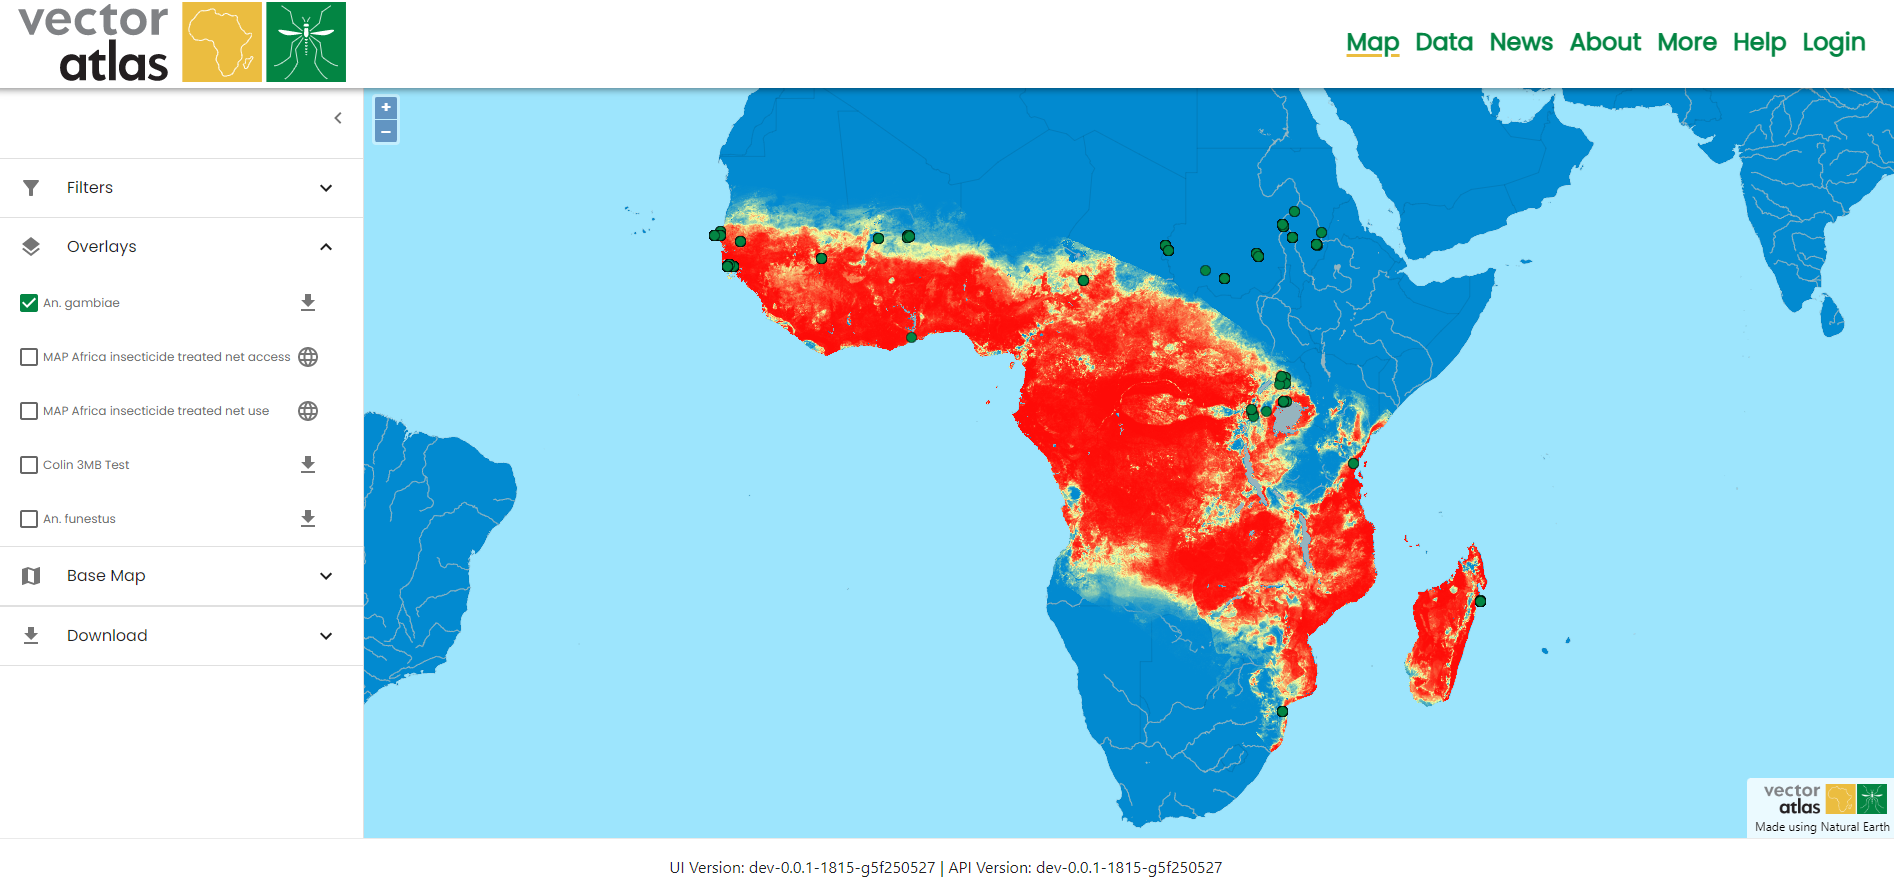 vector
atlas
Map Data News About More Help Login
+
–
Filters
Overlays
An. gambiae
MAP Africa insecticide treated net access
MAP Africa insecticide treated net use
Colin 3MB Test
An. funestus
Base Map
Download
vector
atlas
Made using Natural Earth
UI Version: dev-0.0.1-1815-g5f250527 | API Version: dev-0.0.1-1815-g5f250527